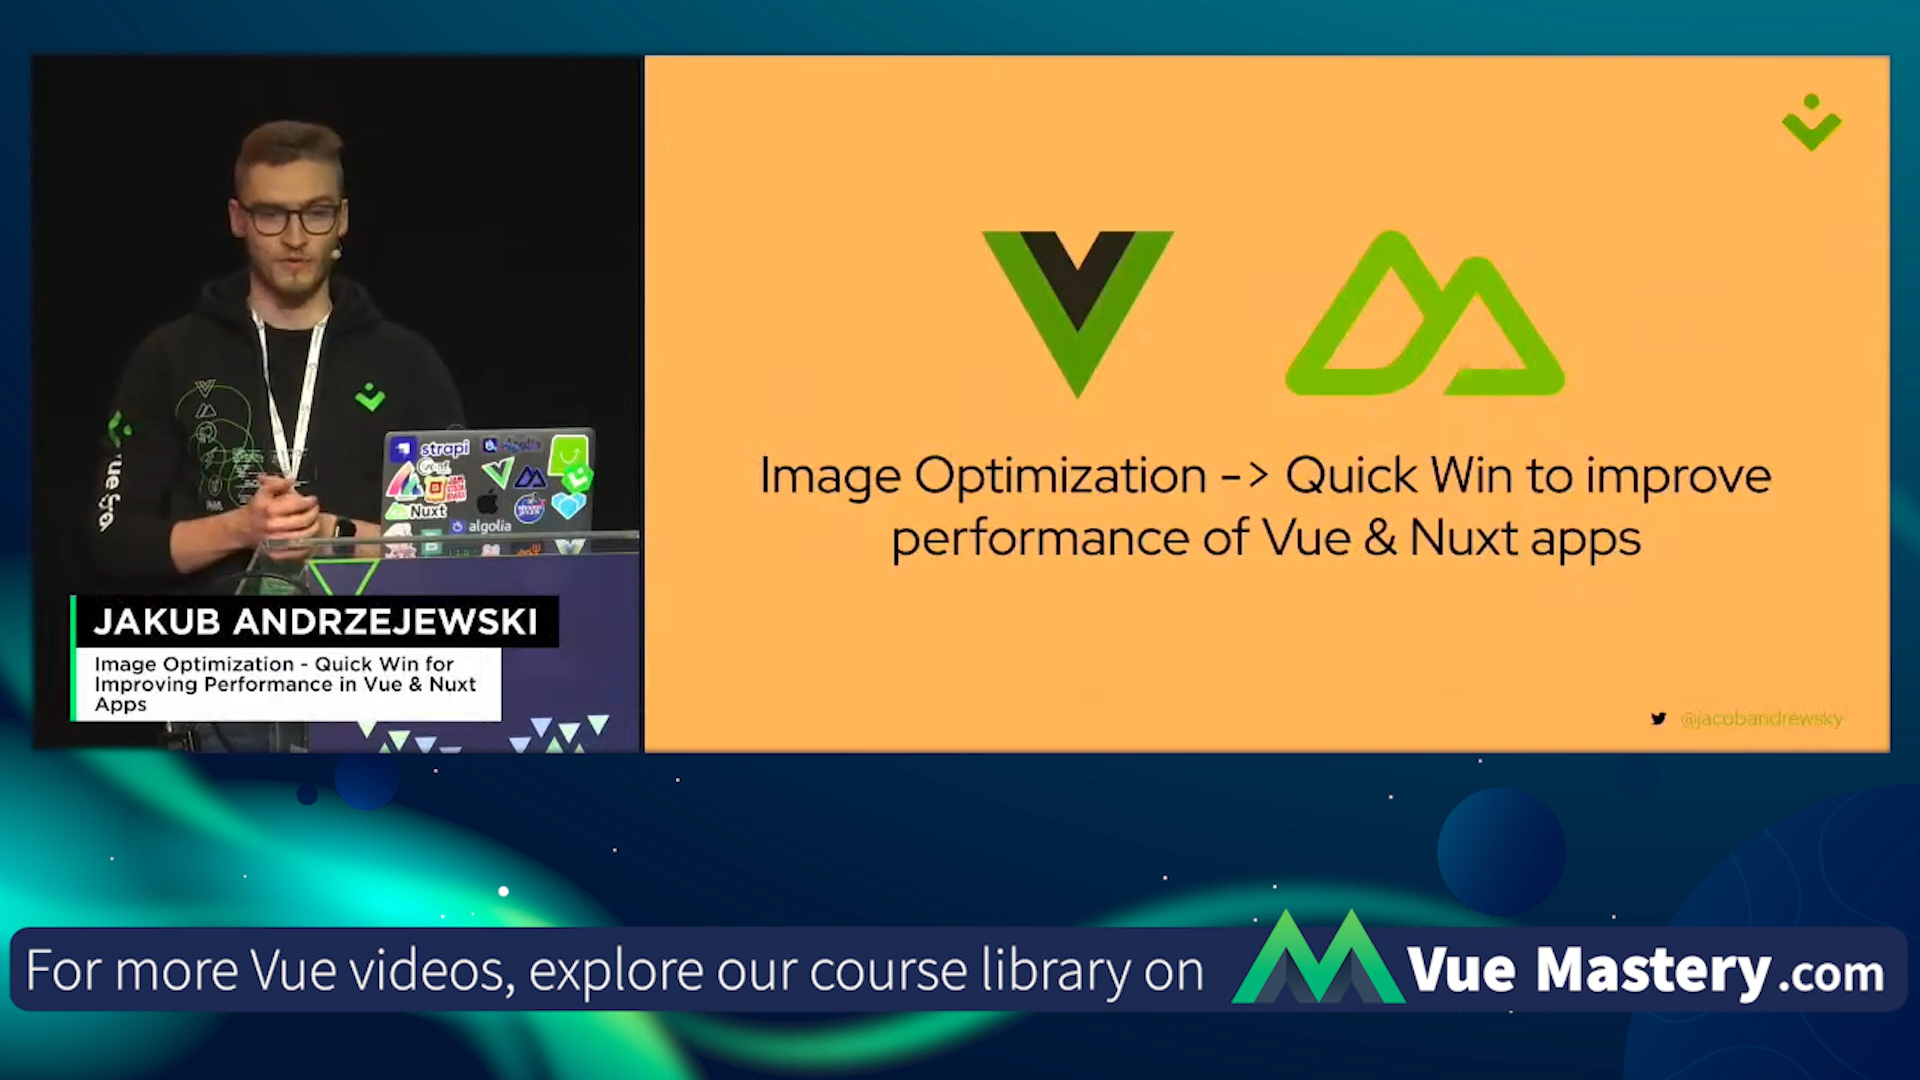 Image Optimization -> Quick Win to improve
performance of Vue & Nuxt apps
@jacobandrewsky
strapi
Nuxt
algolia
JAKUB ANDRZEJEWSKI
Image Optimization - Quick Win for
Improving Performance in Vue & Nuxt
Apps
For more Vue videos, explore our course library on Vue Mastery.com